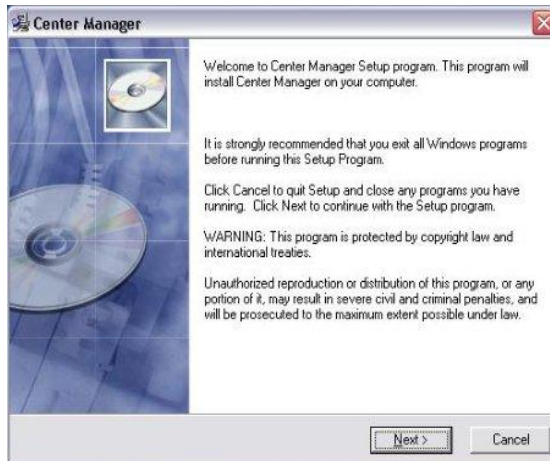 Center Manager
Welcome to Center Manager Setup program. This program will
install Center Manager on your computer.
It is strongly recommended that you exit all Windows programs
before running this Setup Program.
Click Cancel to quit Setup and close any programs you have
running. Click Next to continue with the Setup program.
WARNING: This program is protected by copyright law and
international treaties.
Unauthorized reproduction or distribution of this program, or any
portion of it, may result in severe civil and criminal penalties, and
will be prosecuted to the maximum extent possible under law.
Next > Cancel